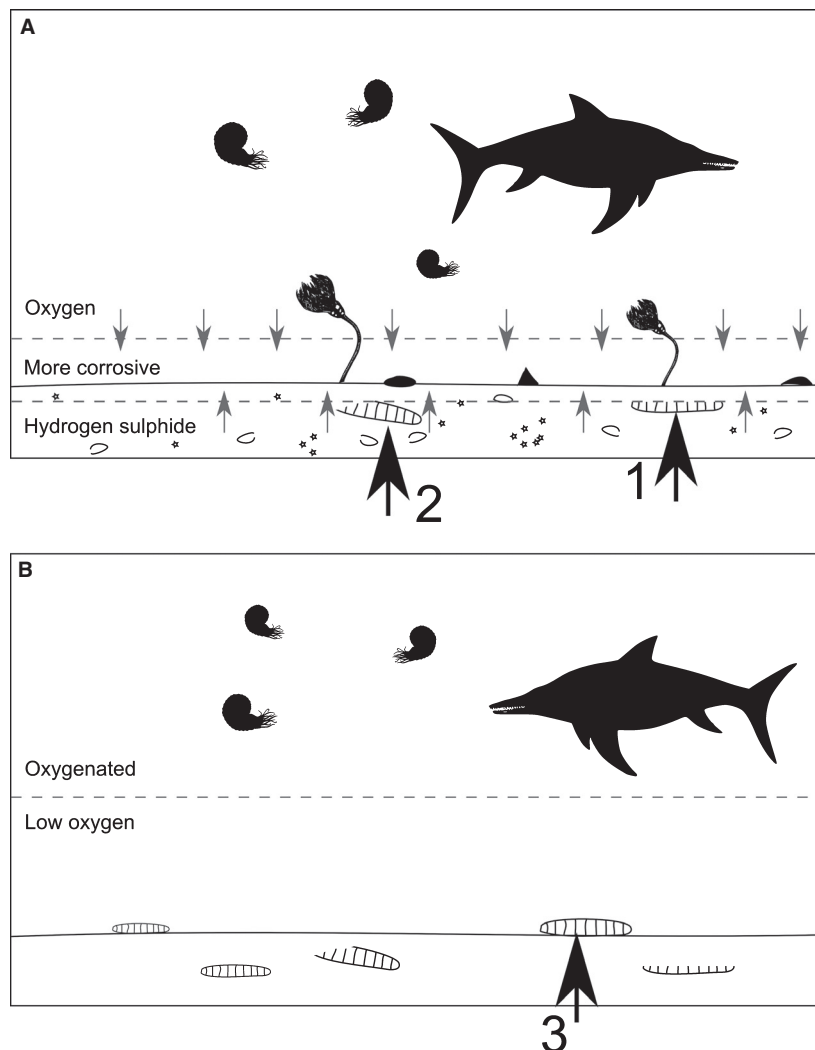 A
Oxygen
More corrosive
Hydrogen sulphide
1
2
B
Oxygenated
Low oxygen
3